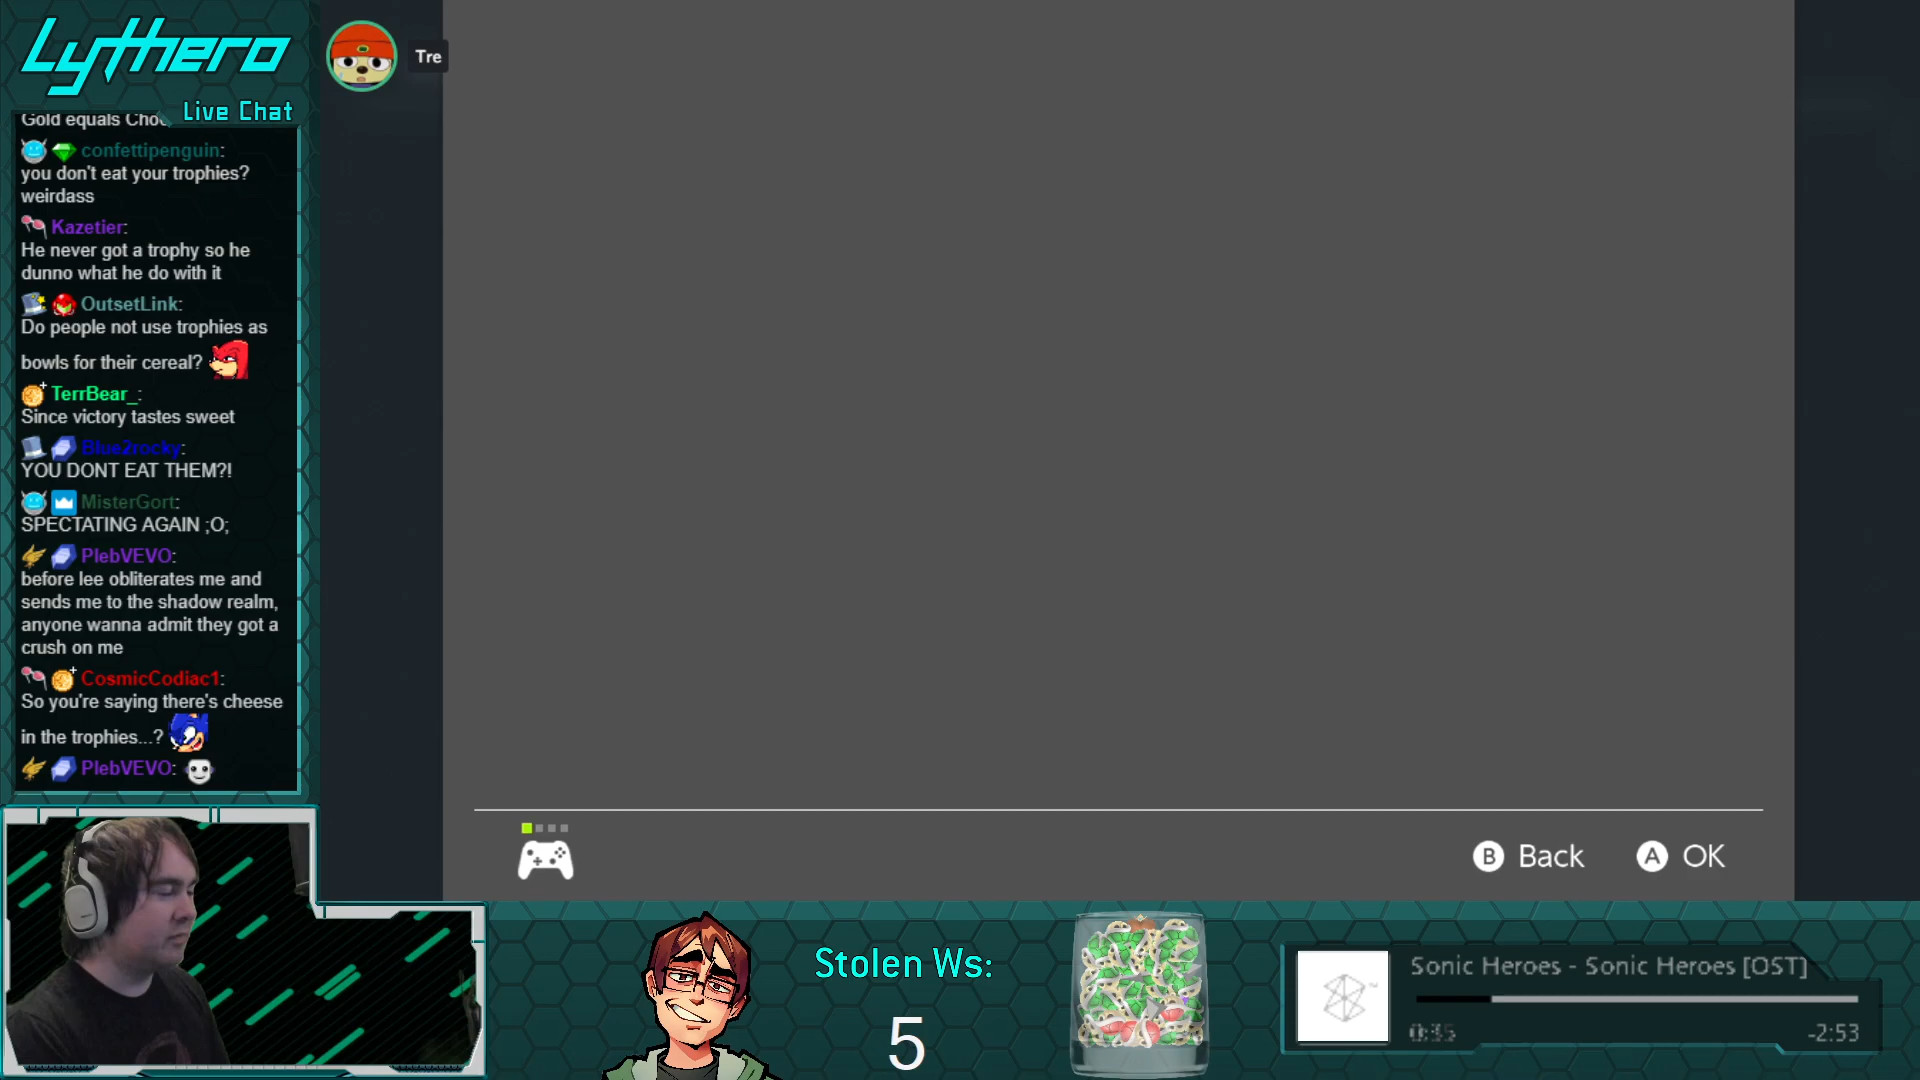 Lythero
Live Chat
Tre
Gold equals Choc
confettipenguin:
you don't eat your trophies?
weirdass
Kazetier:
He never got a trophy so he
dunno what he do with it
OutsetLink:
Do people not use trophies as
bowls for their cereal?
TerrBear_:
Since victory tastes sweet
Blue2rocky:
YOU DONT EAT THEM?!
MisterGort:
SPECTATING AGAIN ;O;
PlebVEVO:
before lee obliterates me and
sends me to the shadow realm,
anyone wanna admit they got a
crush on me
CosmicCodiac1:
So you're saying there's cheese
in the trophies...?
PlebVEVO:
B Back
A OK
Stolen Ws:
5
Sonic Heroes - Sonic Heroes [OST]
0:35
-2:53